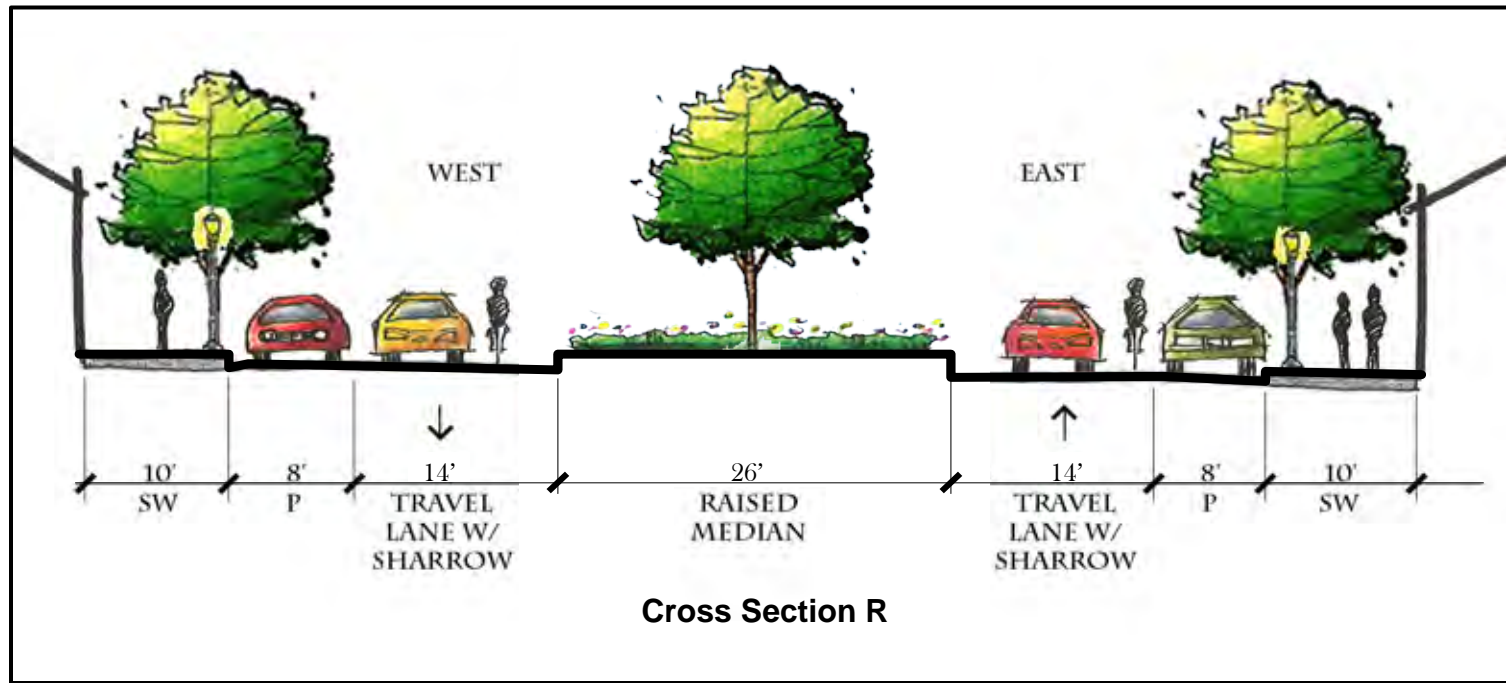 WEST
EAST
10' 8' 14' 26' 14' 8' 10'
SW P TRAVEL RAISED TRAVEL P SW
LANE W/ MEDIAN LANE W/
SHARROW SHARROW
Cross Section R